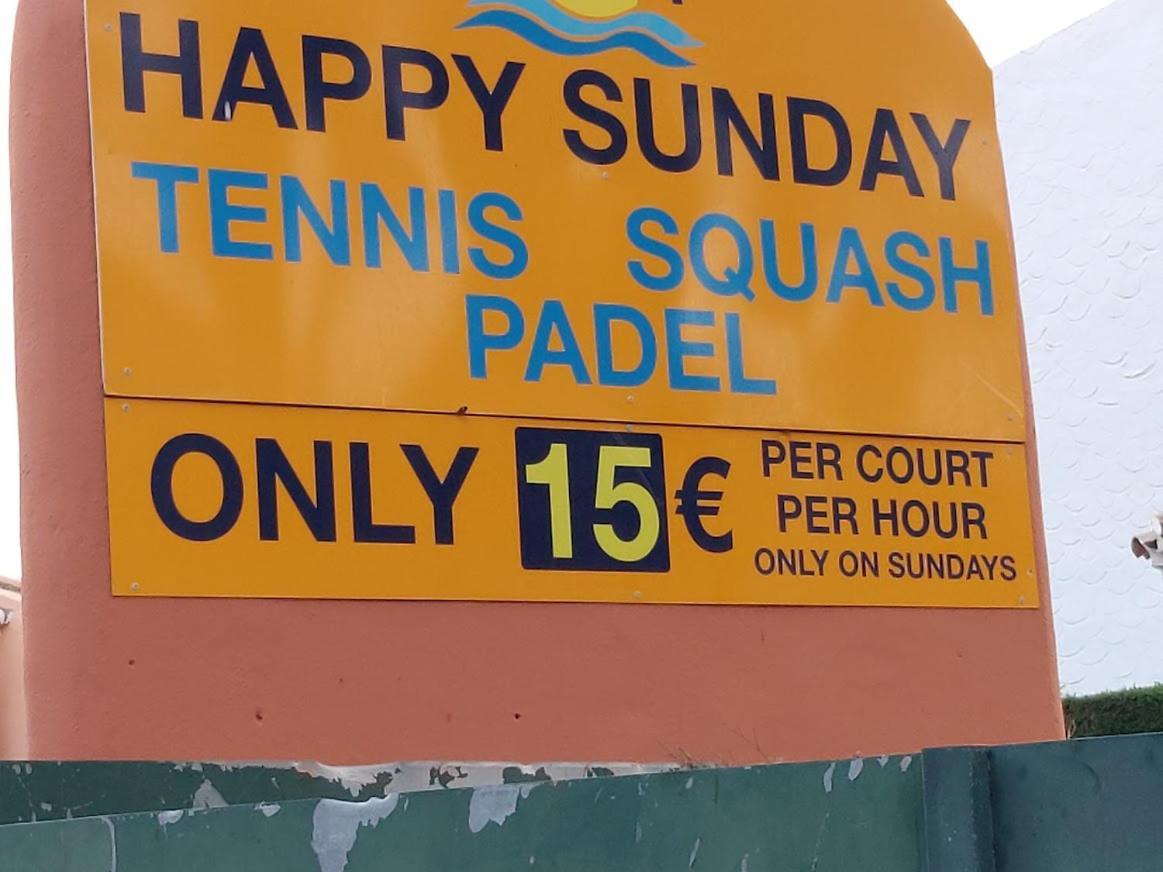 HAPPY SUNDAY
TENNIS SQUASH
PADEL
ONLY 15€
PER COURT
PER HOUR
ONLY ON SUNDAYS